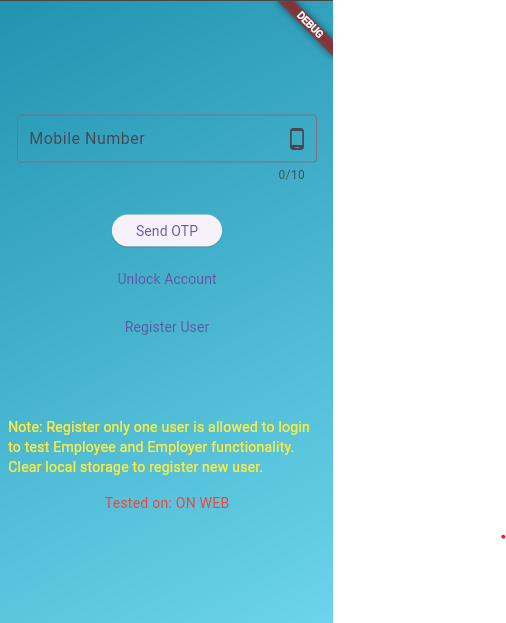 DEBUG
Mobile Number
0/10
Send OTP
Unlock Account
Register User
Note: Register only one user is allowed to login
to test Employee and Employer functionality.
Clear local storage to register new user.
Tested on: ON WEB